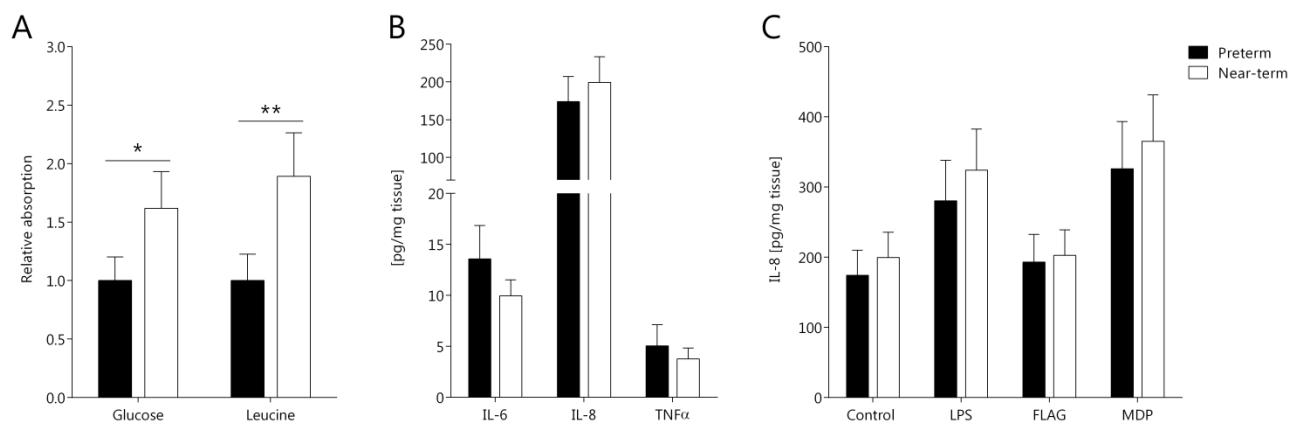 A
Relative absorption
3.0
2.5
2.0
1.5
1.0
0.5
0.0
*
**
Glucose Leucine
B
[pg/mg tissue]
250
200
150
100
20
15
10
5
0
IL-6 IL-8 TNFα
C
IL-8 [pg/mg tissue]
500
400
300
200
100
0
Control LPS FLAG MDP
Preterm
Near-term